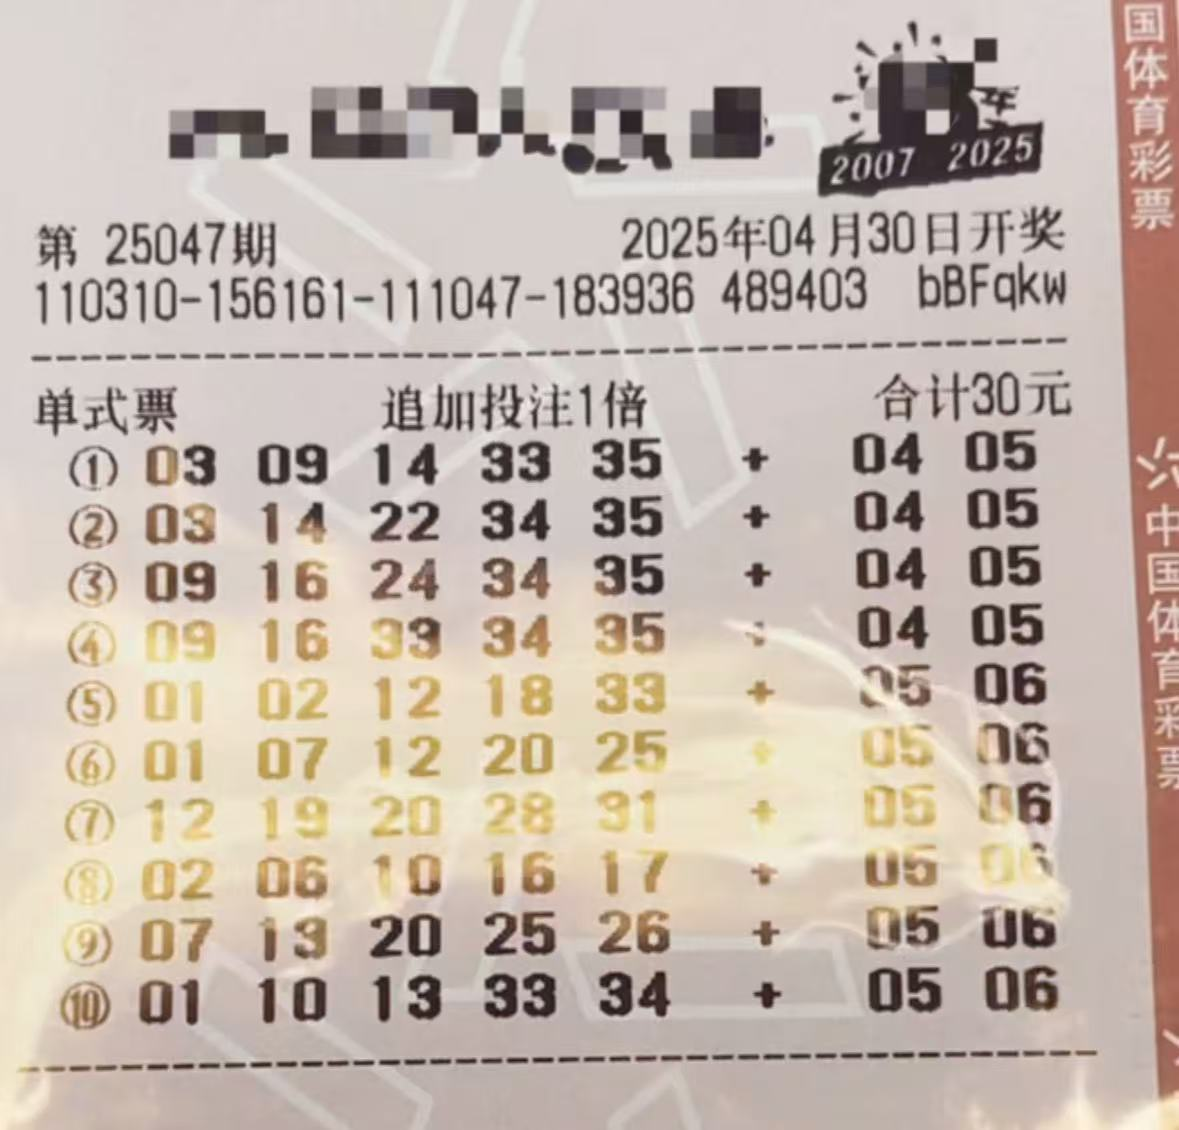 年
2007 2025
第 25047期 2025年04月30日开奖
110310-156161-111047-183936 489403 bBFqkw
单式票 追加投注1倍 合计30元
① 03 09 14 33 35 + 04 05
② 03 14 22 34 35 + 04 05
③ 09 16 24 34 35 + 04 05
④ 09 16 33 34 35 + 04 05
⑤ 01 02 12 18 33 + 05 06
⑥ 01 07 12 20 25 + 05 06
⑦ 12 19 20 28 31 + 05 06
⑧ 02 06 10 16 17 + 05 06
⑨ 07 13 20 25 26 + 05 06
⑩ 01 10 13 33 34 + 05 06
国体育彩票
中国体育彩票